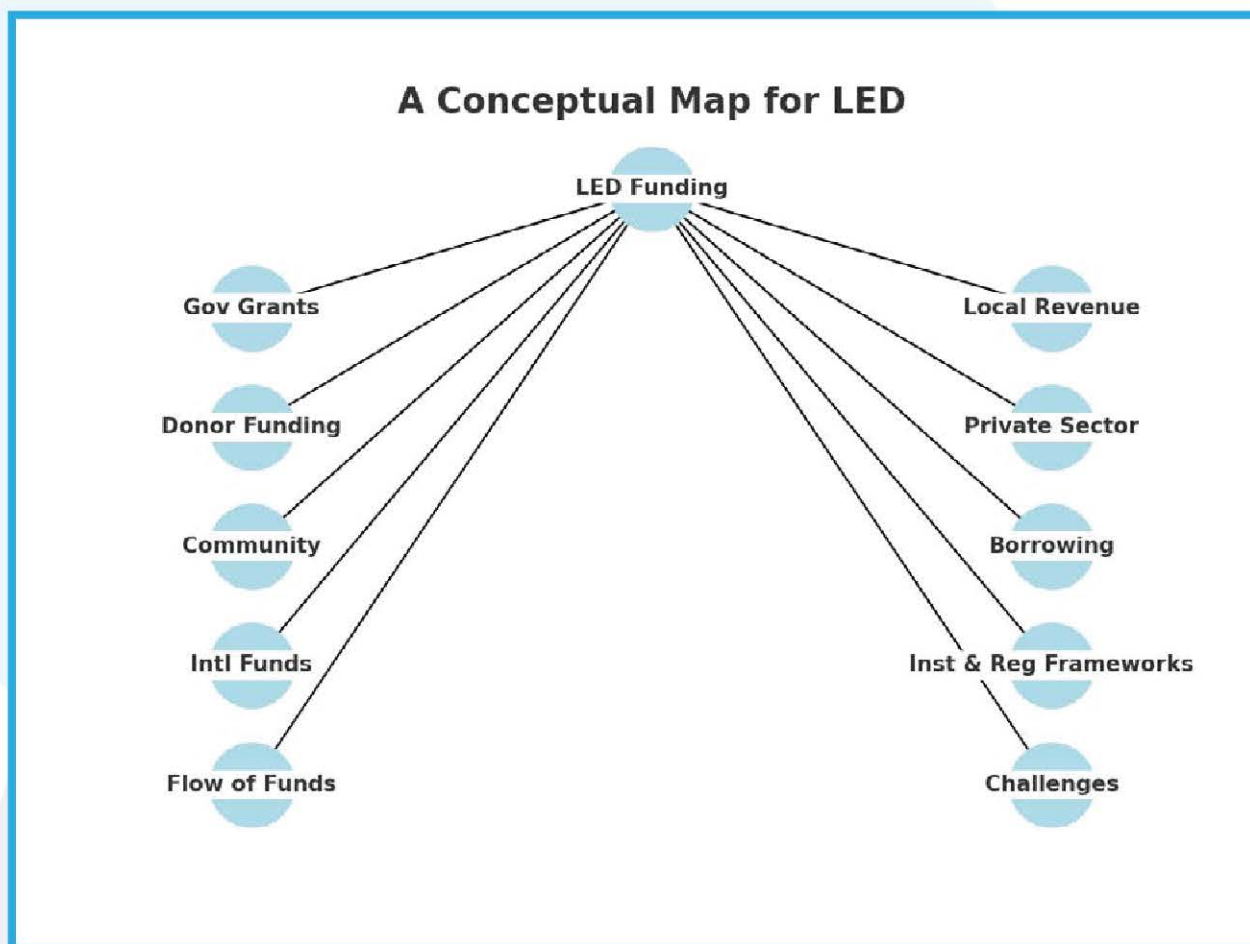 A Conceptual Map for LED
LED Funding
Gov Grants
Local Revenue
Donor Funding
Private Sector
Community
Borrowing
Intl Funds
Inst & Reg Frameworks
Flow of Funds
Challenges